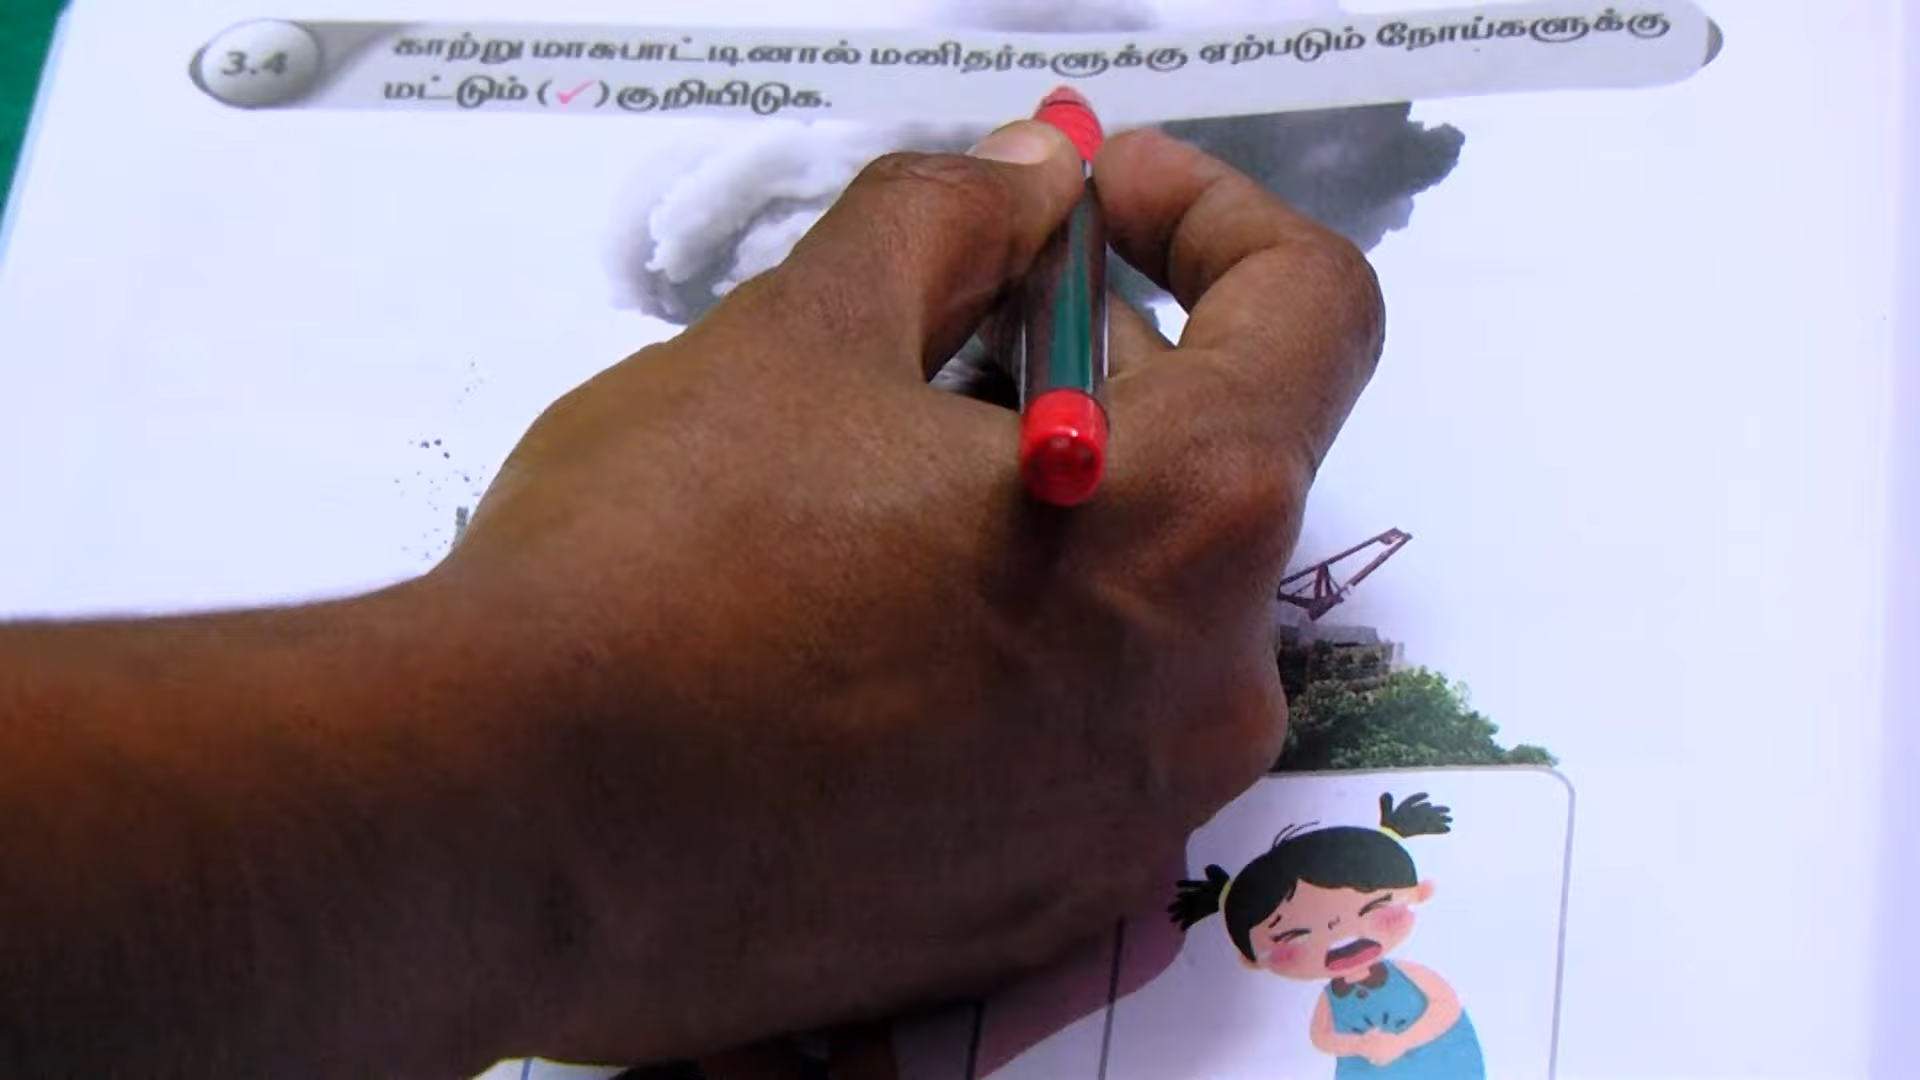 3.4 காற்று மாசுபாட்டினால் மனிதர்களுக்கு ஏற்படும் நோய்களுக்கு
மட்டும் (✓) குறியிடுக.